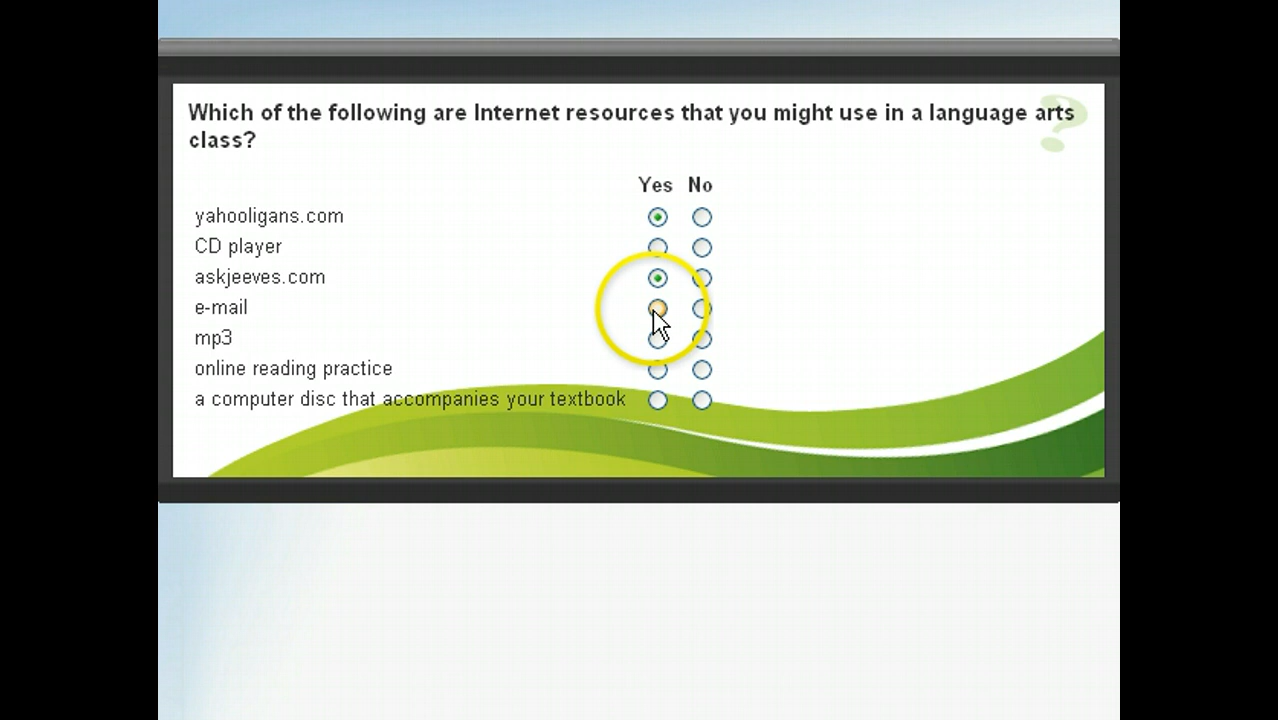 Which of the following are Internet resources that you might use in a language arts
class?
Yes No
yahooligans.com
CD player
askjeeves.com
e-mail
mp3
online reading practice
a computer disc that accompanies your textbook